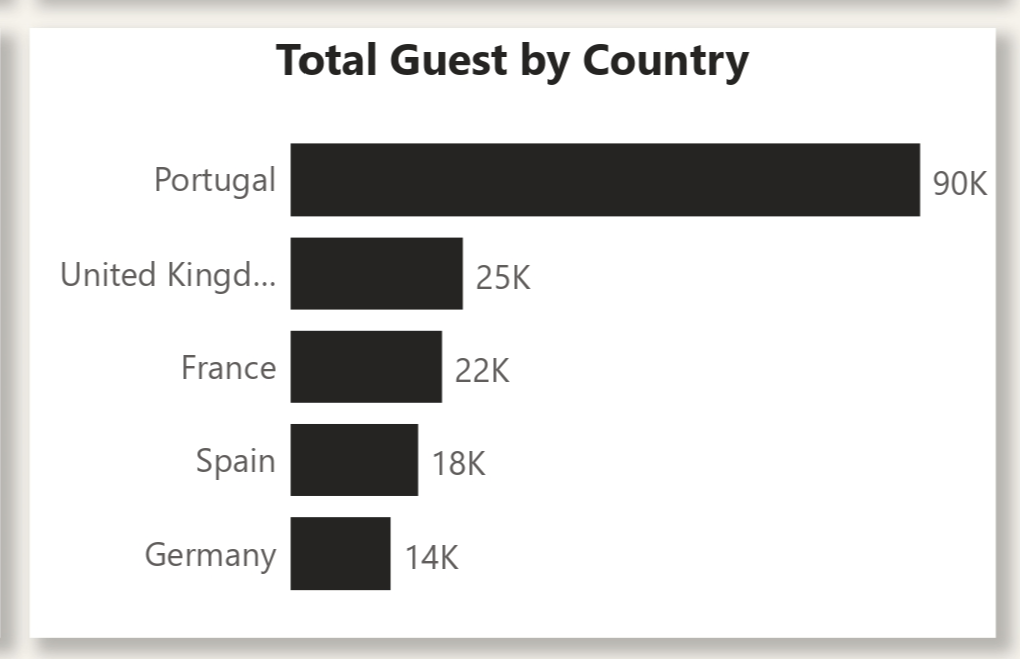 Total Guest by Country
Portugal 90K
United Kingd... 25K
France 22K
Spain 18K
Germany 14K